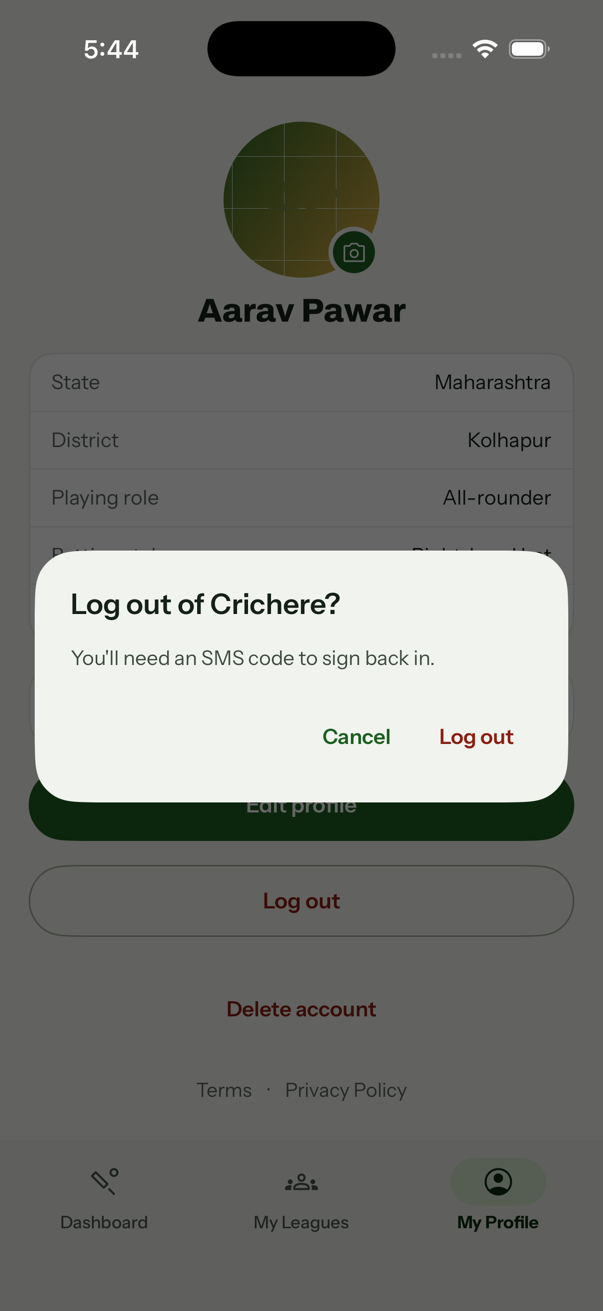 5:44
Aarav Pawar
State Maharashtra
District Kolhapur
Playing role All-rounder
Log out of Crichere?
You'll need an SMS code to sign back in.
Cancel Log out
Edit profile
Log out
Delete account
Terms · Privacy Policy
Dashboard My Leagues My Profile